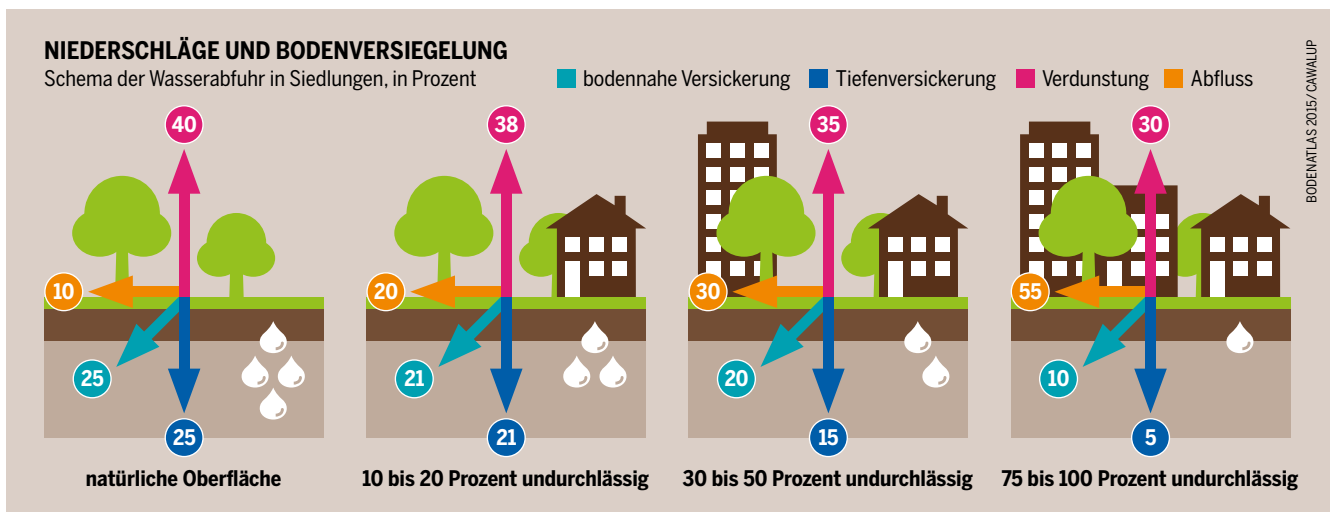 NIEDERSCHLÄGE UND BODENVERSIEGELUNG
Schema der Wasserabfuhr in Siedlungen, in Prozent
bodennahe Versickerung
Tiefenversickerung
Verdunstung
Abfluss
BODENATLAS 2015/ CAWALUP
40
10
25
25
natürliche Oberfläche
38
20
21
21
10 bis 20 Prozent undurchlässig
35
30
20
15
30 bis 50 Prozent undurchlässig
30
55
10
5
75 bis 100 Prozent undurchlässig